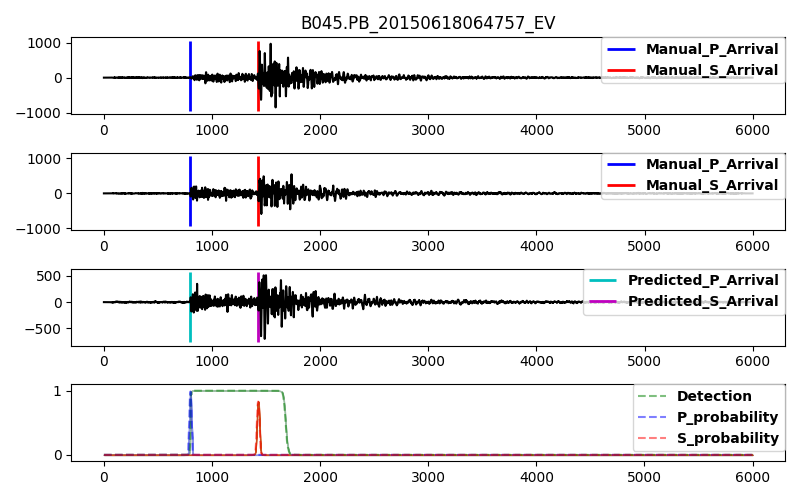 B045.PB_20150618064757_EV
1000
0
−1000
Manual_P_Arrival
Manual_S_Arrival
0 1000 2000 3000 4000 5000 6000
1000
0
−1000
Manual_P_Arrival
Manual_S_Arrival
0 1000 2000 3000 4000 5000 6000
500
0
−500
Predicted_P_Arrival
Predicted_S_Arrival
0 1000 2000 3000 4000 5000 6000
1
0
Detection
P_probability
S_probability
0 1000 2000 3000 4000 5000 6000